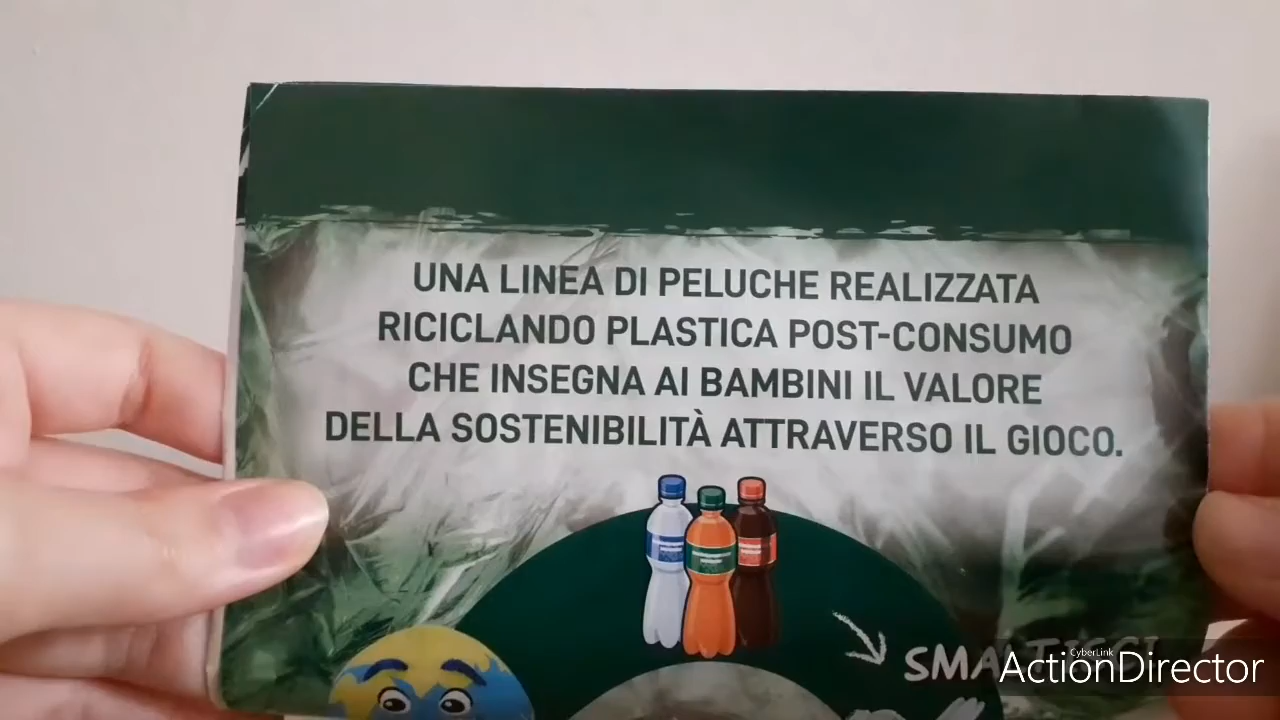 UNA LINEA DI PELUCHE REALIZZATA
RICICLANDO PLASTICA POST-CONSUMO
CHE INSEGNA AI BAMBINI IL VALORE
DELLA SOSTENIBILITÀ ATTRAVERSO IL GIOCO.
CyberLink
ActionDirector